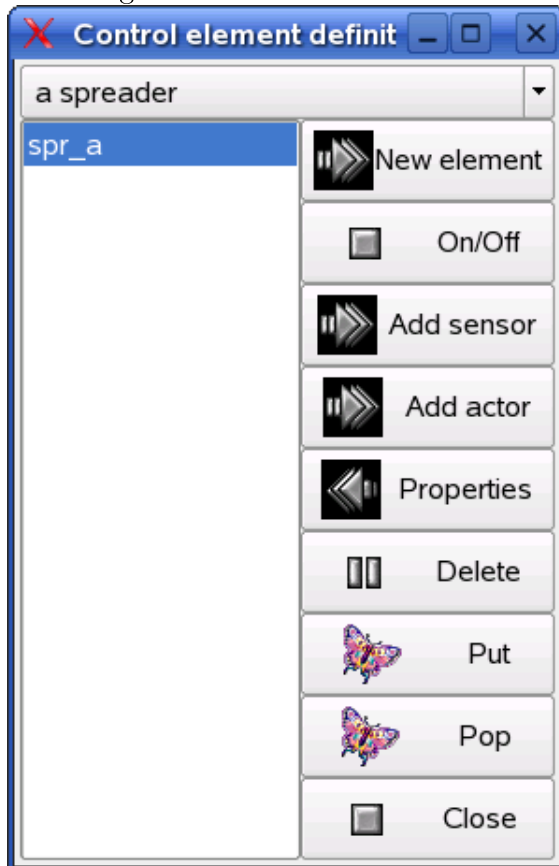 Control element definit
a spreader
spr_a
New element
On/Off
Add sensor
Add actor
Properties
Delete
Put
Pop
Close